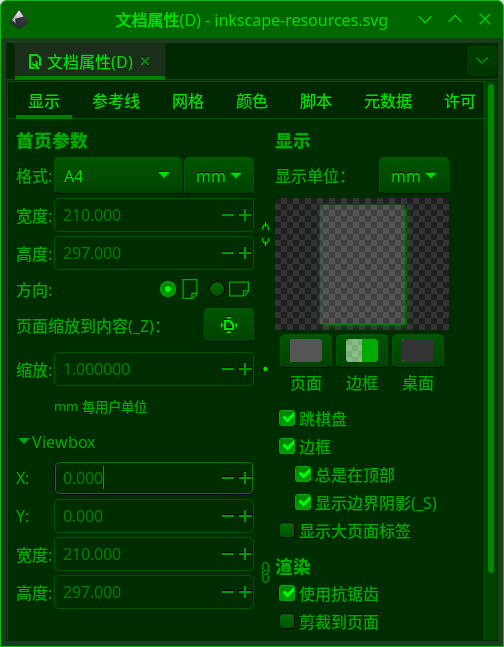 文档属性(D) - inkscape-resources.svg
文档属性(D)
显示 参考线 网格 颜色 脚本 元数据 许可
首页参数
格式: A4 mm
宽度: 210.000
高度: 297.000
方向:
页面缩放到内容(_Z)：
缩放: 1.000000
mm 每用户单位
Viewbox
X: 0.000
Y: 0.000
宽度: 210.000
高度: 297.000
显示
显示单位： mm
页面 边框 桌面
跳棋盘
边框
总是在顶部
显示边界阴影(_S)
显示大页面标签
渲染
使用抗锯齿
剪裁到页面